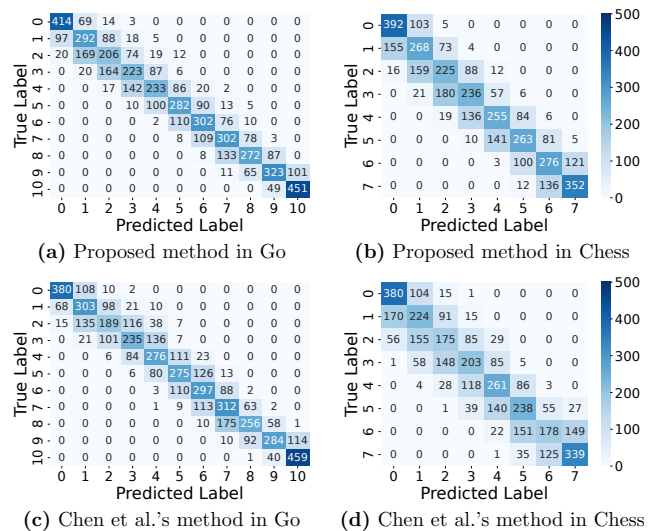 True Label
0 414 69 14 3 0 0 0 0 0 0 0
1 97 292 88 18 5 0 0 0 0 0 0
2 20 169 206 74 19 12 0 0 0 0 0
3 0 20 164 223 87 6 0 0 0 0 0
4 0 0 17 142 233 86 20 2 0 0 0
5 0 0 0 10 100 282 90 13 5 0 0
6 0 0 0 0 2 110 302 76 10 0 0
7 0 0 0 0 0 8 109 302 78 3 0
8 0 0 0 0 0 0 8 133 272 87 0
9 0 0 0 0 0 0 0 11 65 323 101
10 0 0 0 0 0 0 0 0 0 49 451
0 1 2 3 4 5 6 7 8 9 10
Predicted Label
(a) Proposed method in Go
True Label
0 392 103 5 0 0 0 0 0
1 155 268 73 4 0 0 0 0
2 16 159 225 88 12 0 0 0
3 0 21 180 236 57 6 0 0
4 0 0 19 136 255 84 6 0
5 0 0 0 10 141 263 81 5
6 0 0 0 0 3 100 276 121
7 0 0 0 0 0 12 136 352
0 1 2 3 4 5 6 7
Predicted Label
500
400
300
200
100
0
(b) Proposed method in Chess
True Label
0 380 108 10 2 0 0 0 0 0 0 0
1 68 303 98 21 10 0 0 0 0 0 0
2 15 135 189 116 38 7 0 0 0 0 0
3 0 21 101 235 136 7 0 0 0 0 0
4 0 0 6 84 276 111 23 0 0 0 0
5 0 0 0 6 80 275 126 13 0 0 0
6 0 0 0 0 3 110 297 88 2 0 0
7 0 0 0 0 1 9 113 312 63 2 0
8 0 0 0 0 0 0 10 175 256 58 1
9 0 0 0 0 0 0 0 10 92 284 114
10 0 0 0 0 0 0 0 0 1 40 459
0 1 2 3 4 5 6 7 8 9 10
Predicted Label
(c) Chen et al.'s method in Go
True Label
0 380 104 15 1 0 0 0 0
1 170 224 91 15 0 0 0 0
2 56 155 175 85 29 0 0 0
3 1 58 148 203 85 5 0 0
4 0 4 28 118 261 86 3 0
5 0 0 1 39 140 238 55 27
6 0 0 0 0 22 151 178 149
7 0 0 0 0 1 35 125 339
0 1 2 3 4 5 6 7
Predicted Label
500
400
300
200
100
0
(d) Chen et al.'s method in Chess